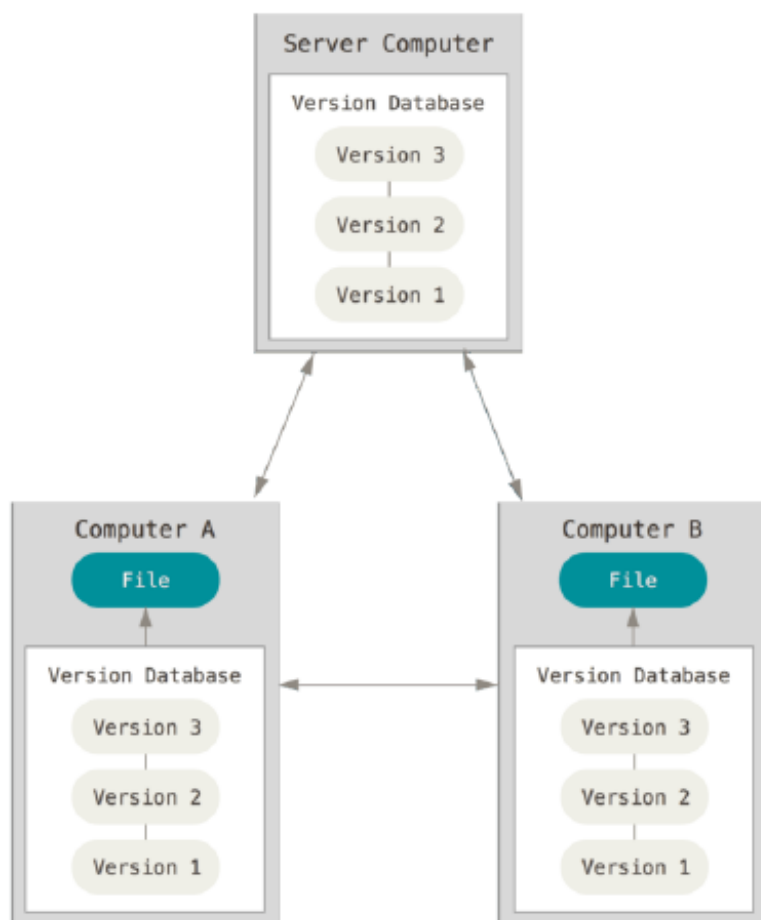 Server Computer
Version Database
Version 3
Version 2
Version 1
Computer A
File
Version Database
Version 3
Version 2
Version 1
Computer B
File
Version Database
Version 3
Version 2
Version 1